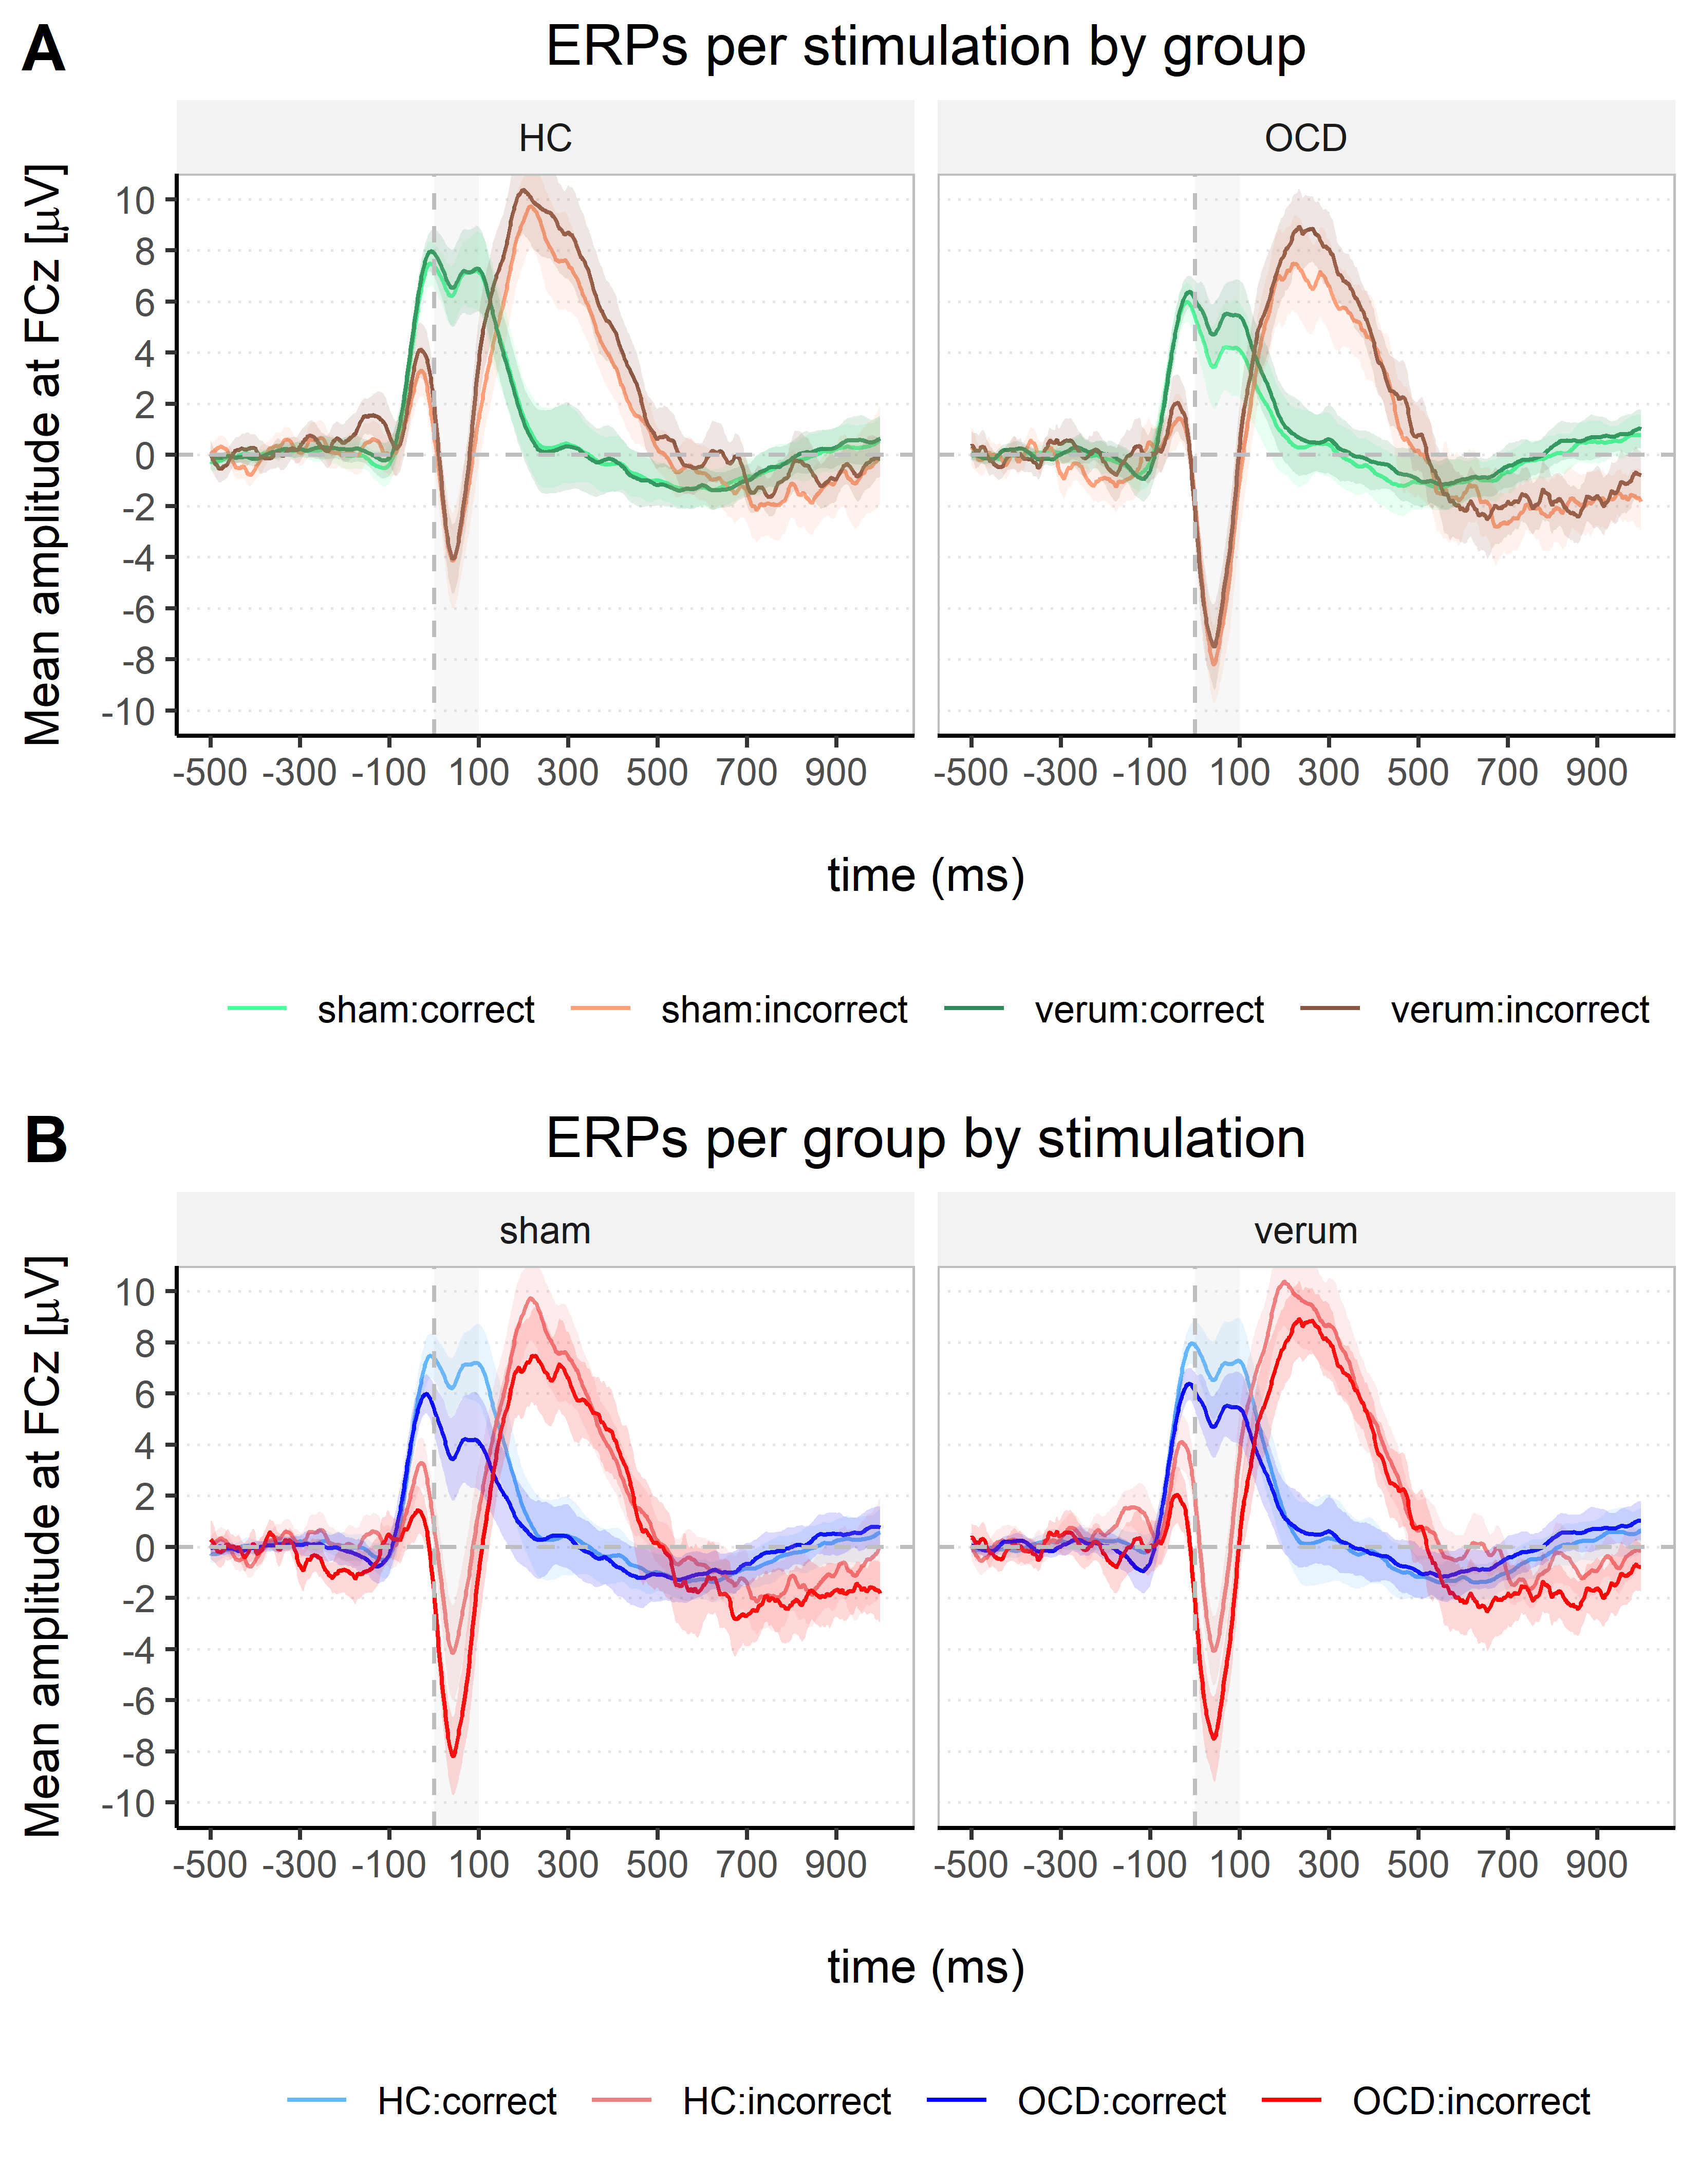 A
ERPs per stimulation by group
HC
OCD
Mean amplitude at FCz [μV]
10
8
6
4
2
0
-2
-4
-6
-8
-10
-500 -300 -100 100 300 500 700 900
-500 -300 -100 100 300 500 700 900
time (ms)
sham:correct sham:incorrect verum:correct verum:incorrect
B
ERPs per group by stimulation
sham
verum
Mean amplitude at FCz [μV]
10
8
6
4
2
0
-2
-4
-6
-8
-10
-500 -300 -100 100 300 500 700 900
-500 -300 -100 100 300 500 700 900
time (ms)
HC:correct HC:incorrect OCD:correct OCD:incorrect